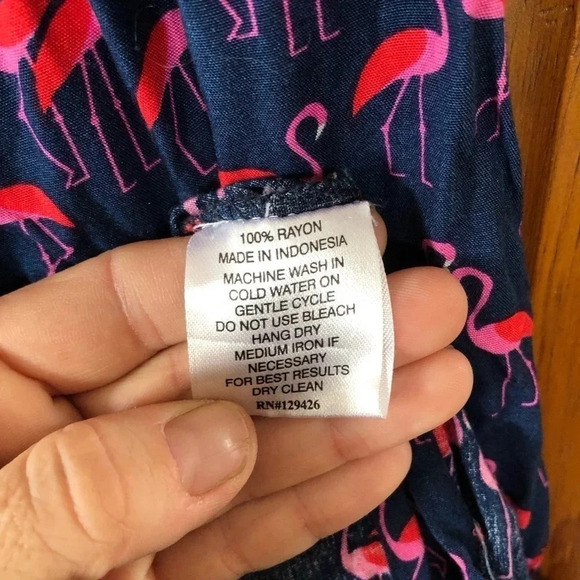 100% RAYON
MADE IN INDONESIA
MACHINE WASH IN
COLD WATER ON
GENTLE CYCLE
DO NOT USE BLEACH
HANG DRY
MEDIUM IRON IF
NECESSARY
FOR BEST RESULTS
DRY CLEAN
RN#129426